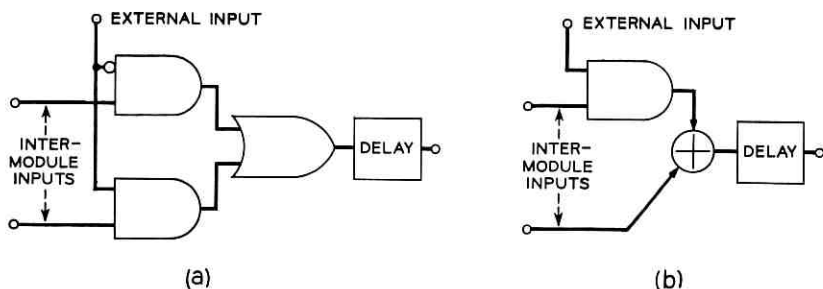 EXTERNAL INPUT
INTER-
MODULE
INPUTS
DELAY
(a)
EXTERNAL INPUT
INTER-
MODULE
INPUTS
DELAY
(b)